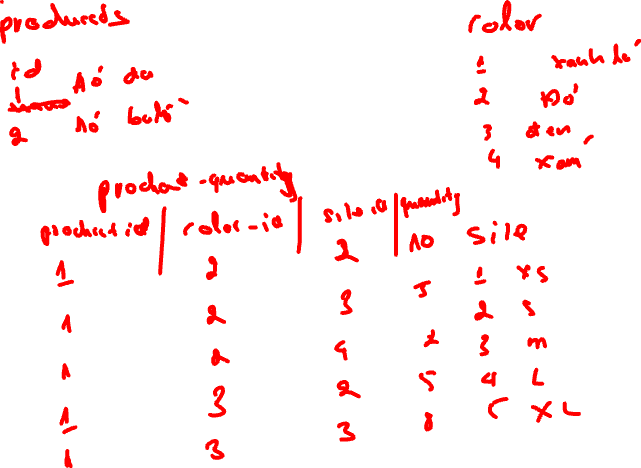 products
id
1 Áo da
2 Áo
color
1 xanh lá
2 Đỏ
3 đen
4 xám
product-quantity
product id | color-id | size id | quantity
1 2 2 10
1 2 3 5
1 2 4 2
1 3 2 5
1 3 3 8
size
1 xs
2 s
3 m
4 L
5 XL